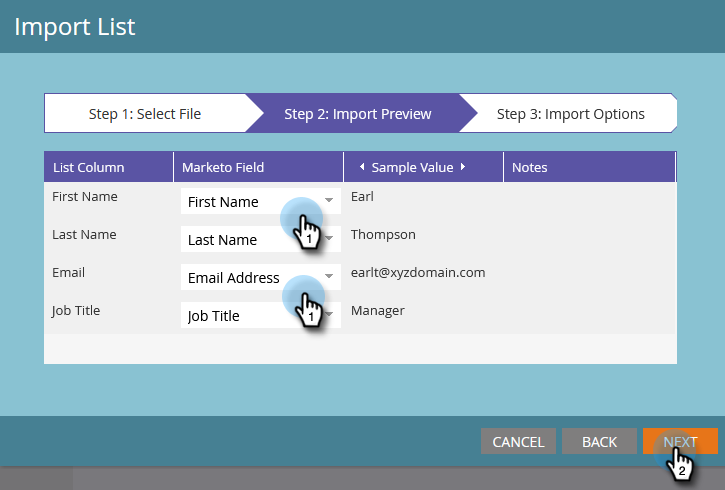 Import List
Step 1: Select File
Step 2: Import Preview
Step 3: Import Options
List Column Marketo Field Sample Value Notes
First Name First Name Earl
1
Last Name Last Name Thompson
Email Email Address earlt@xyzdomain.com
1
Job Title Job Title Manager
CANCEL BACK NEXT
2